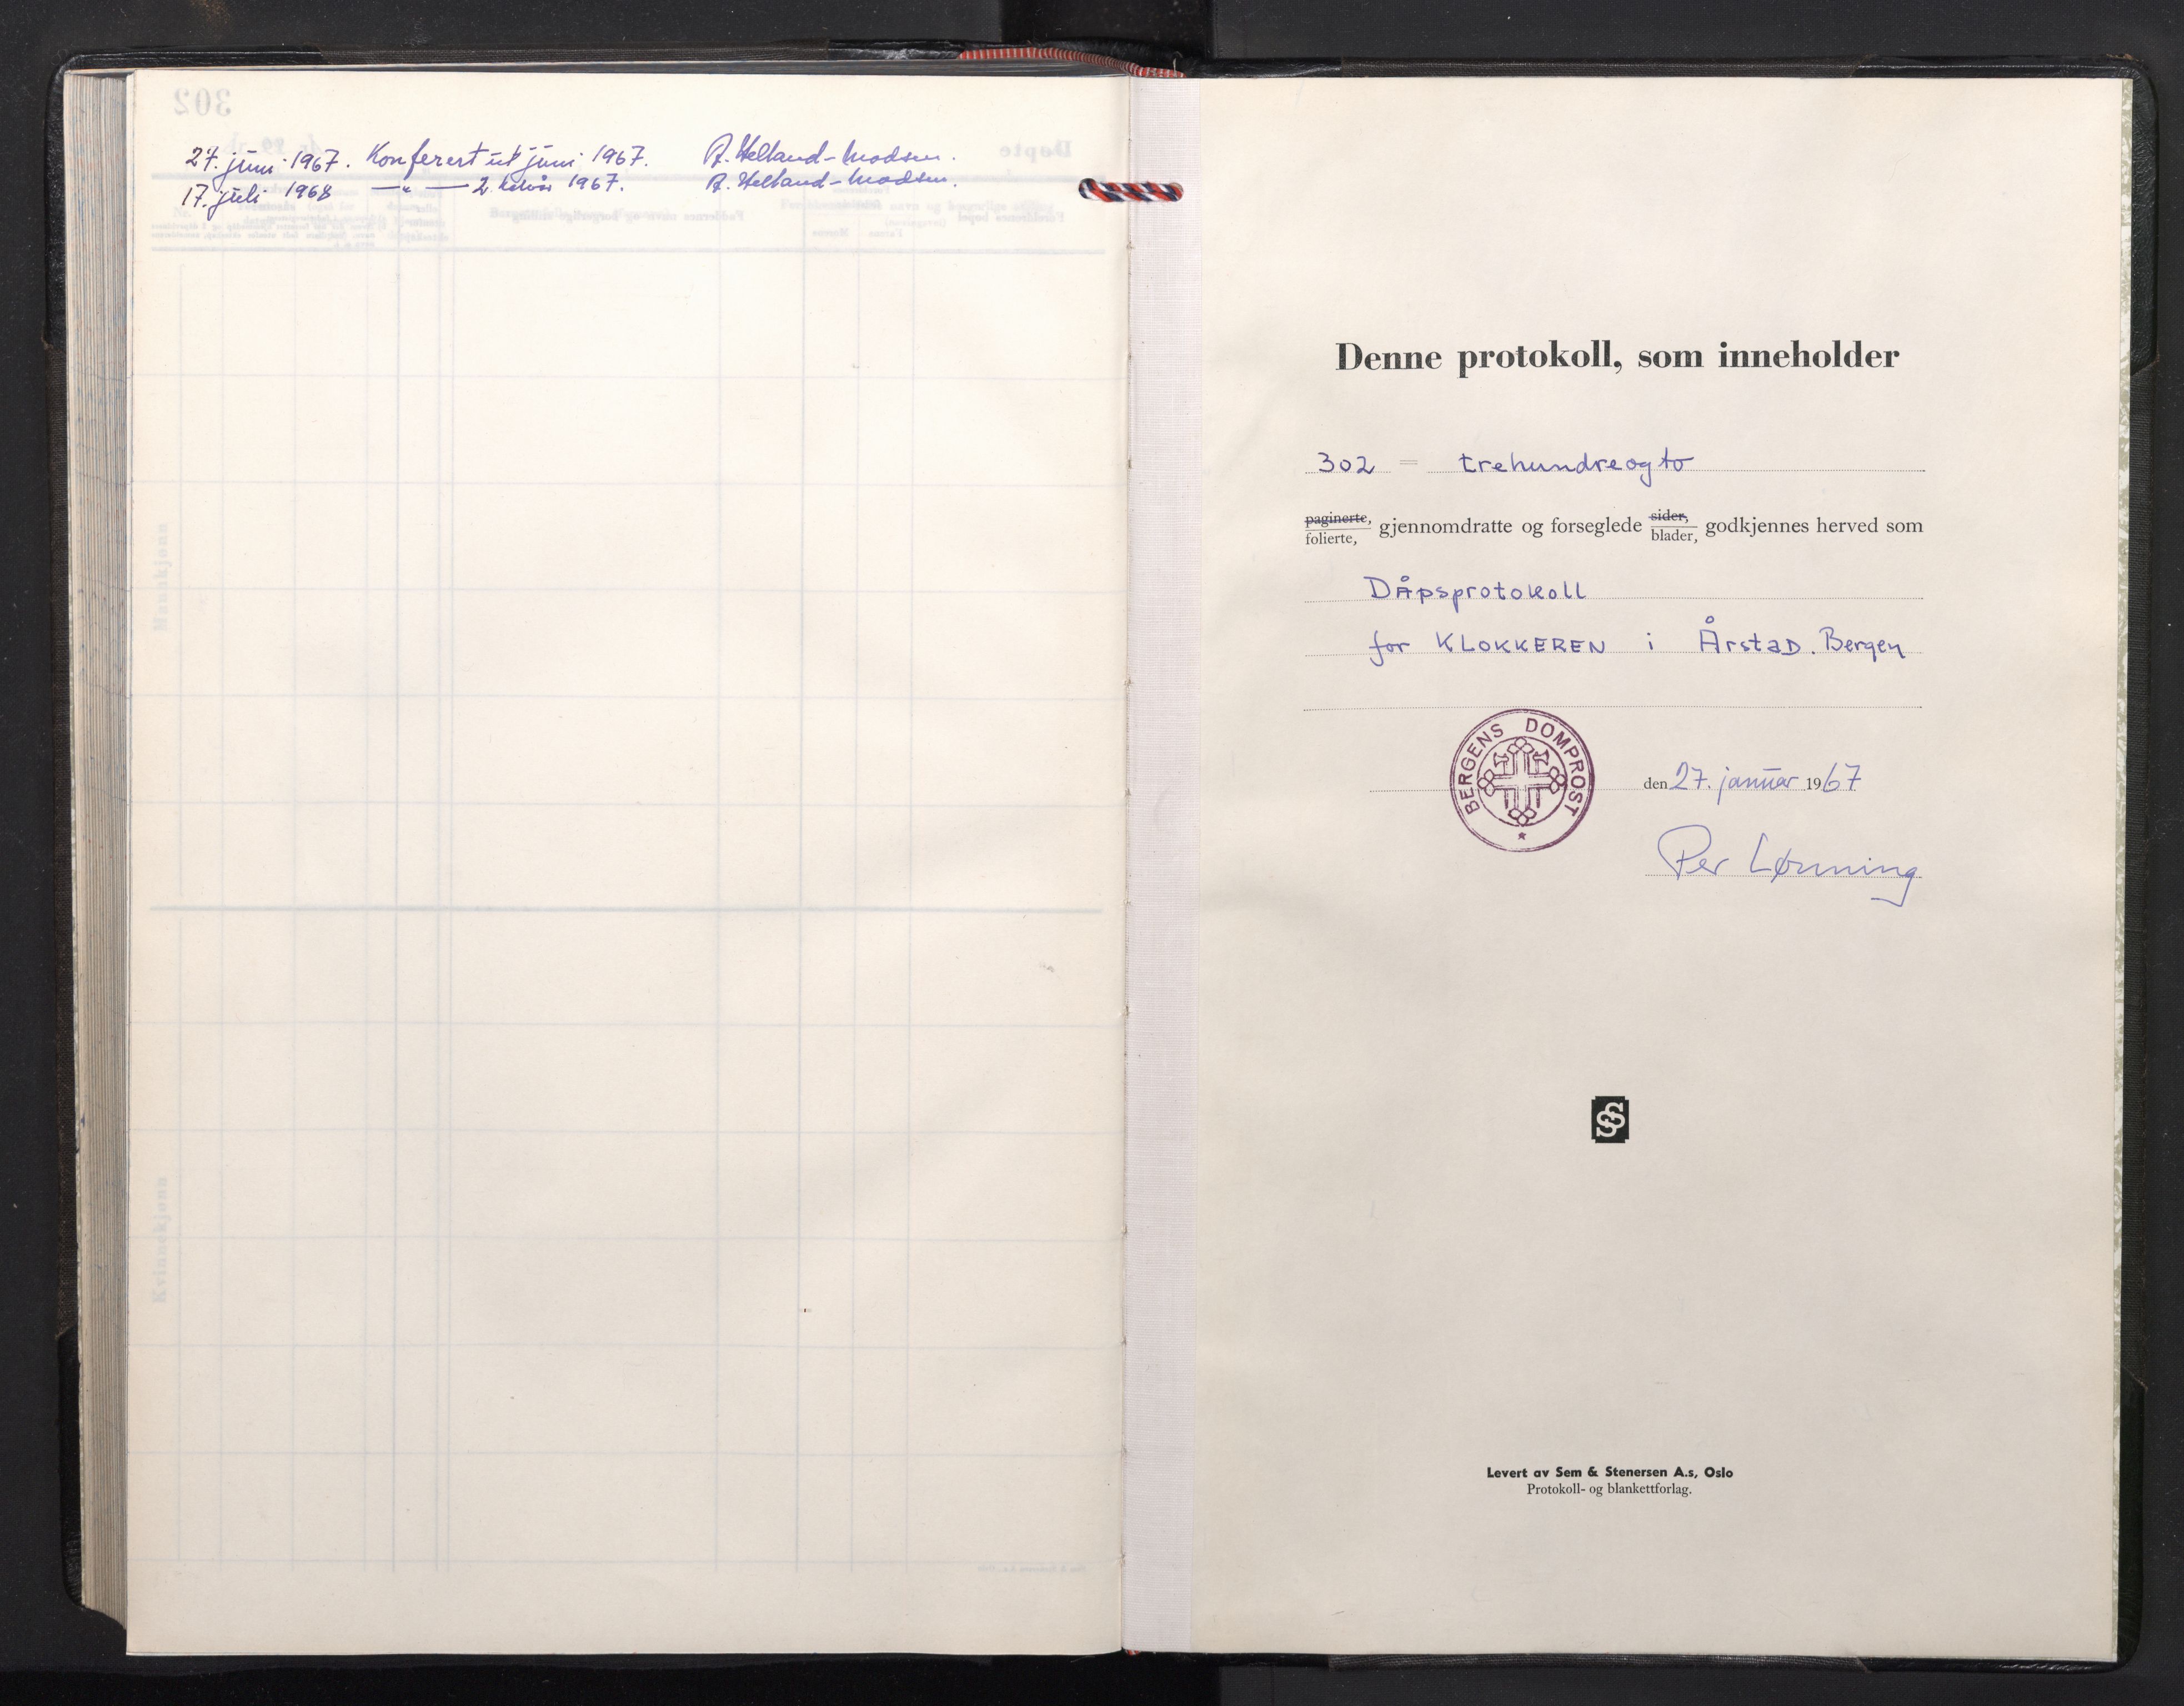 27. juni 1967. Konferert ut juni 1967. A. Helland-Madsen.
17. juli 1968 —"— 2. halvår 1967. A. Helland-Madsen.
Denne protokoll, som inneholder
302 = trehundreogto
paginerte, folierte, gjennomdratte og forseglede sider, blader, godkjennes herved som
Dåpsprotokoll
for KLOKKEREN i Årstad. Bergen
BERGENS DOMPROST
den 27. januar 1967
Per Lønning
SS
Levert av Sem & Stenersen A.s, Oslo
Protokoll- og blankettforlag.